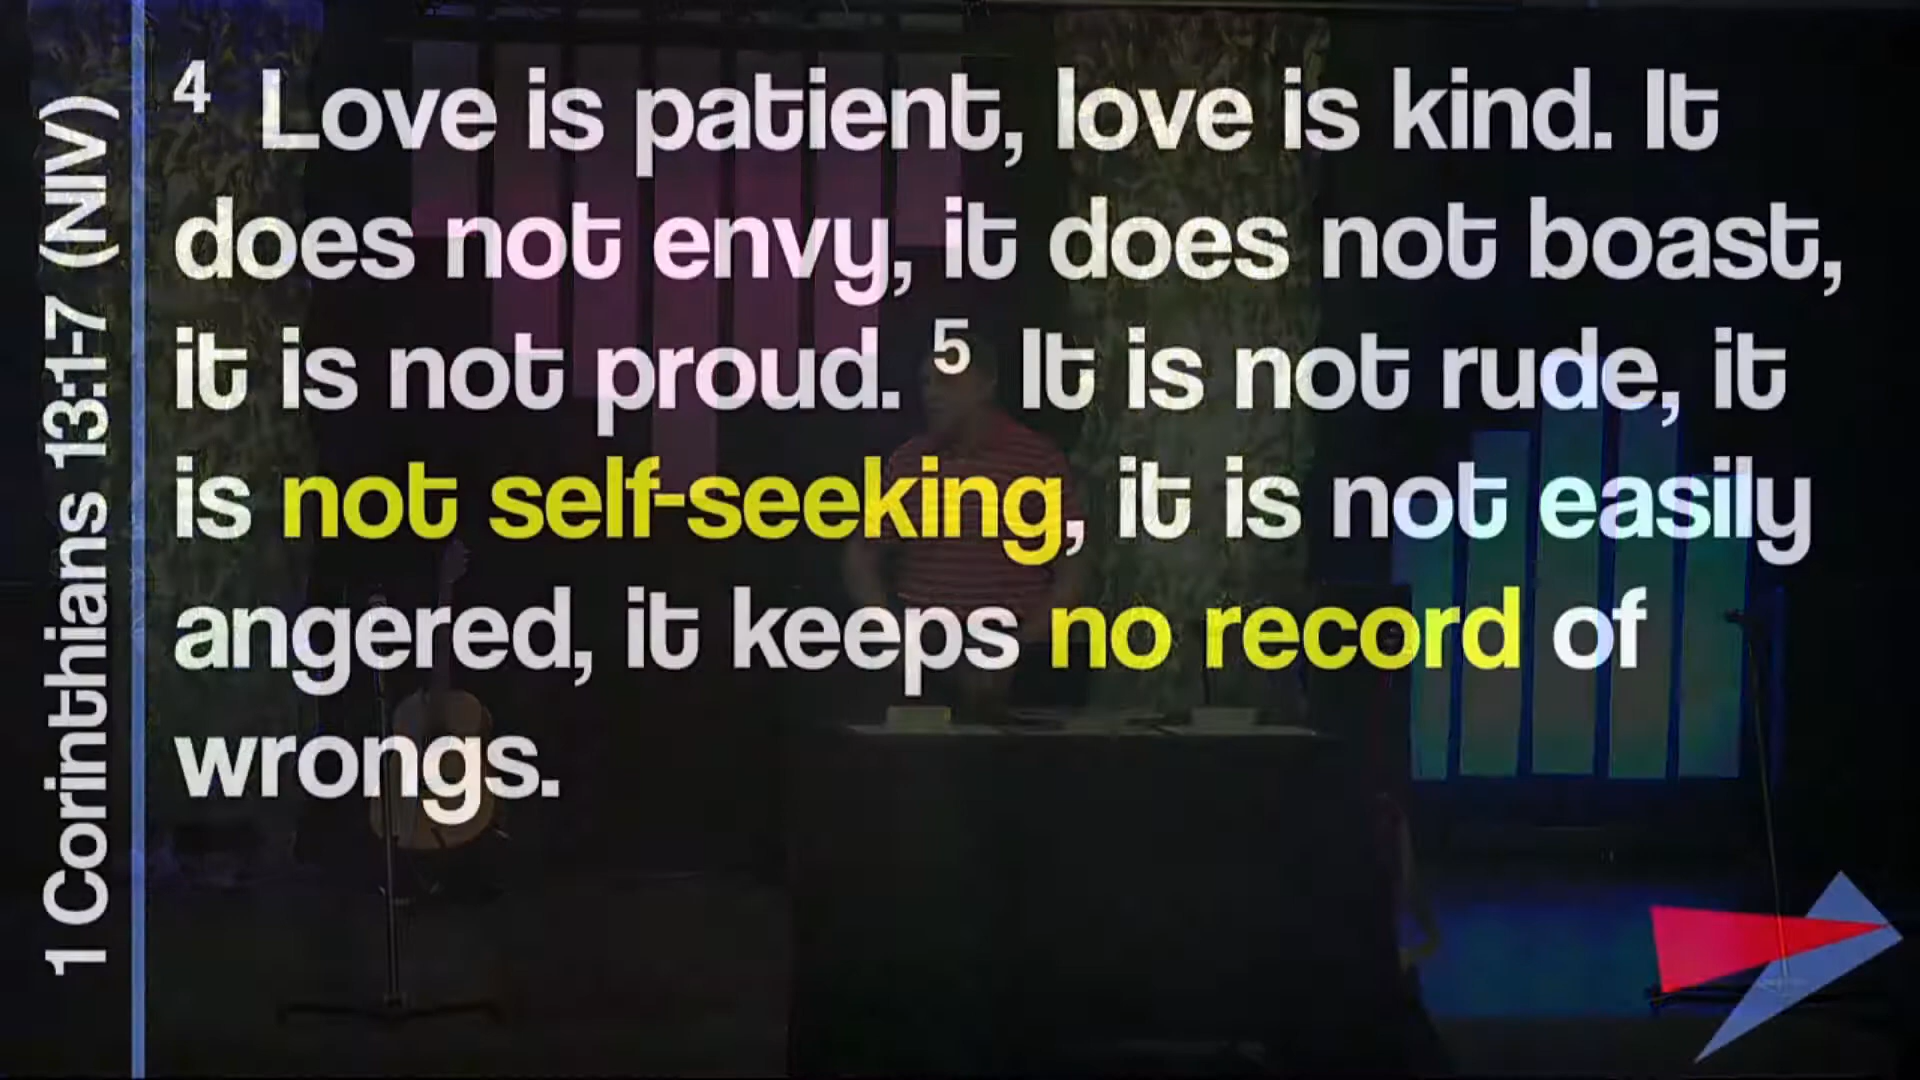 1 Corinthians 13:1-7 (NIV)
4 Love is patient, love is kind. It
does not envy, it does not boast,
it is not proud. 5 It is not rude, it
is not self-seeking, it is not easily
angered, it keeps no record of
wrongs.